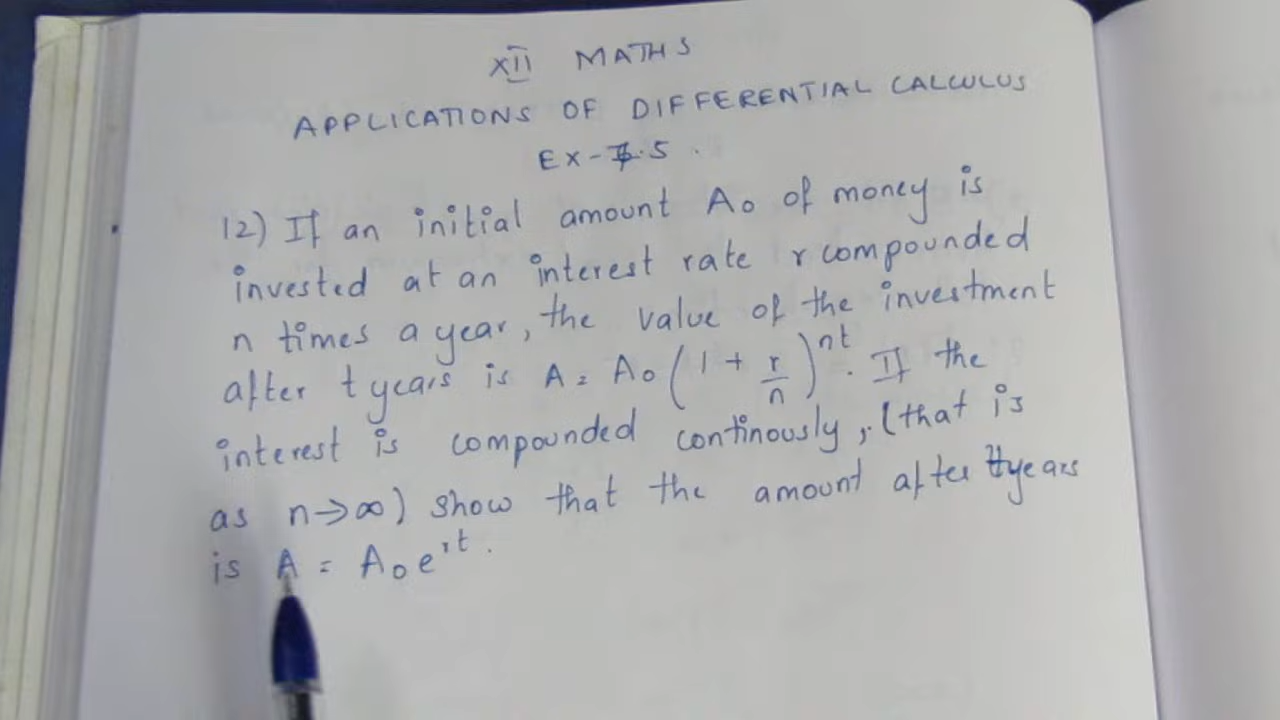 XII MATHS
APPLICATIONS OF DIFFERENTIAL CALCULUS
EX-7.5.
12) If an initial amount A₀ of money is
invested at an interest rate r compounded
n times a year, the value of the investment
after t years is A = A₀ (1 + r/n)^nt. If the
interest is compounded continously, (that is
as n→∞) show that the amount after t years
is A = A₀e^rt.